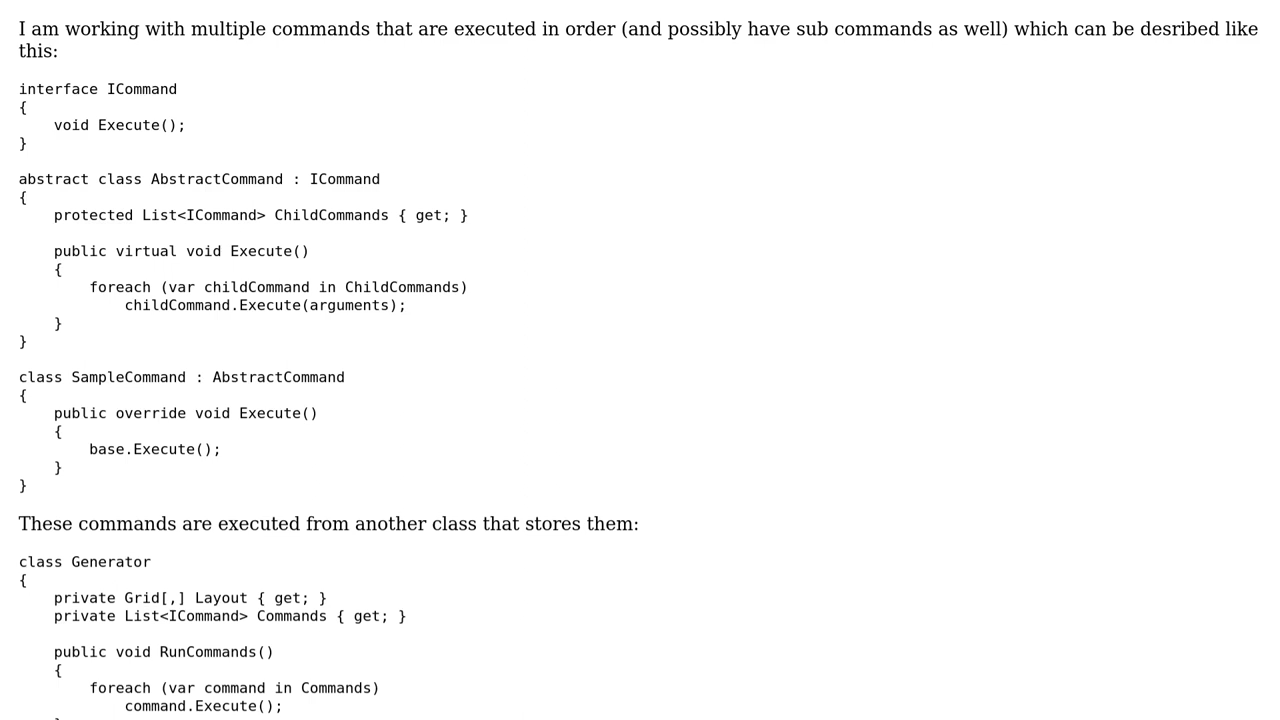 I am working with multiple commands that are executed in order (and possibly have sub commands as well) which can be desribed like
this:
interface ICommand
{
    void Execute();
}
abstract class AbstractCommand : ICommand
{
    protected List<ICommand> ChildCommands { get; }
    public virtual void Execute()
    {
        foreach (var childCommand in ChildCommands)
            childCommand.Execute(arguments);
    }
}
class SampleCommand : AbstractCommand
{
    public override void Execute()
    {
        base.Execute();
    }
}
These commands are executed from another class that stores them:
class Generator
{
    private Grid[,] Layout { get; }
    private List<ICommand> Commands { get; }
    public void RunCommands()
    {
        foreach (var command in Commands)
            command.Execute();